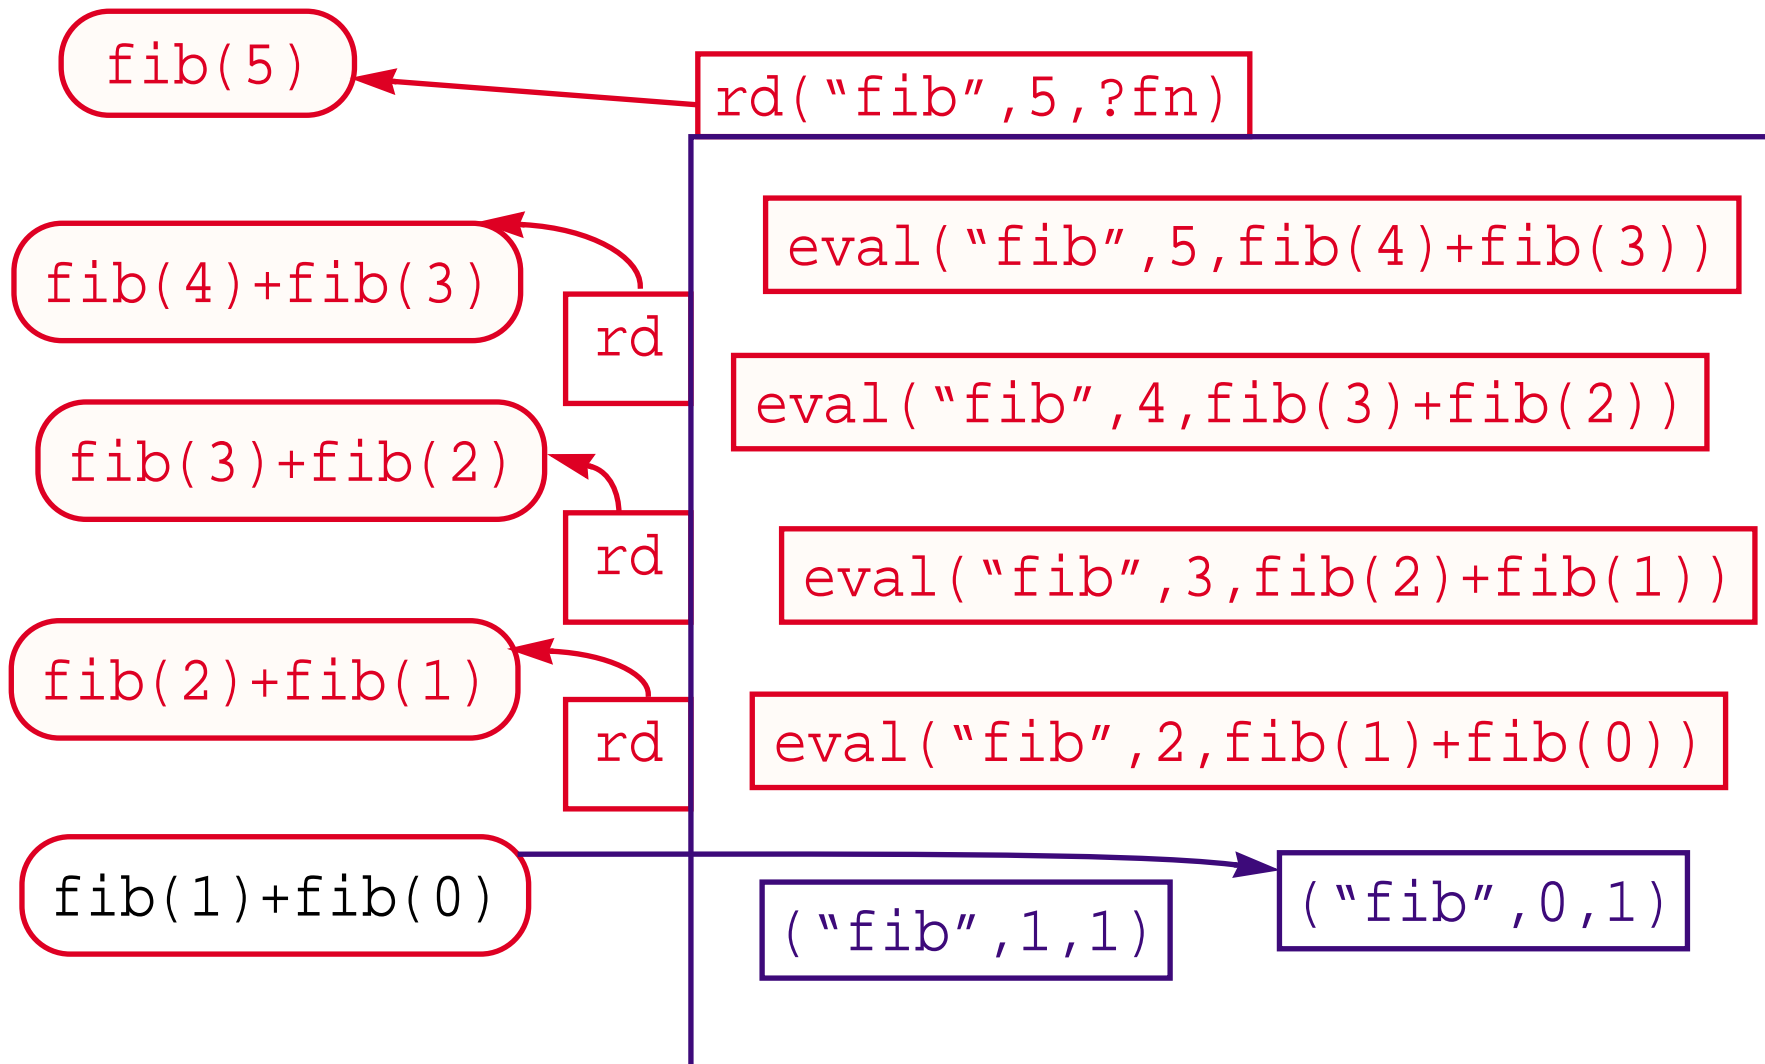 fib(5)
rd(“fib”,5,?fn)
eval(“fib”,5,fib(4)+fib(3))
fib(4)+fib(3)
rd
eval(“fib”,4,fib(3)+fib(2))
fib(3)+fib(2)
rd
eval(“fib”,3,fib(2)+fib(1))
fib(2)+fib(1)
rd
eval(“fib”,2,fib(1)+fib(0))
fib(1)+fib(0)
(“fib”,1,1)
(“fib”,0,1)